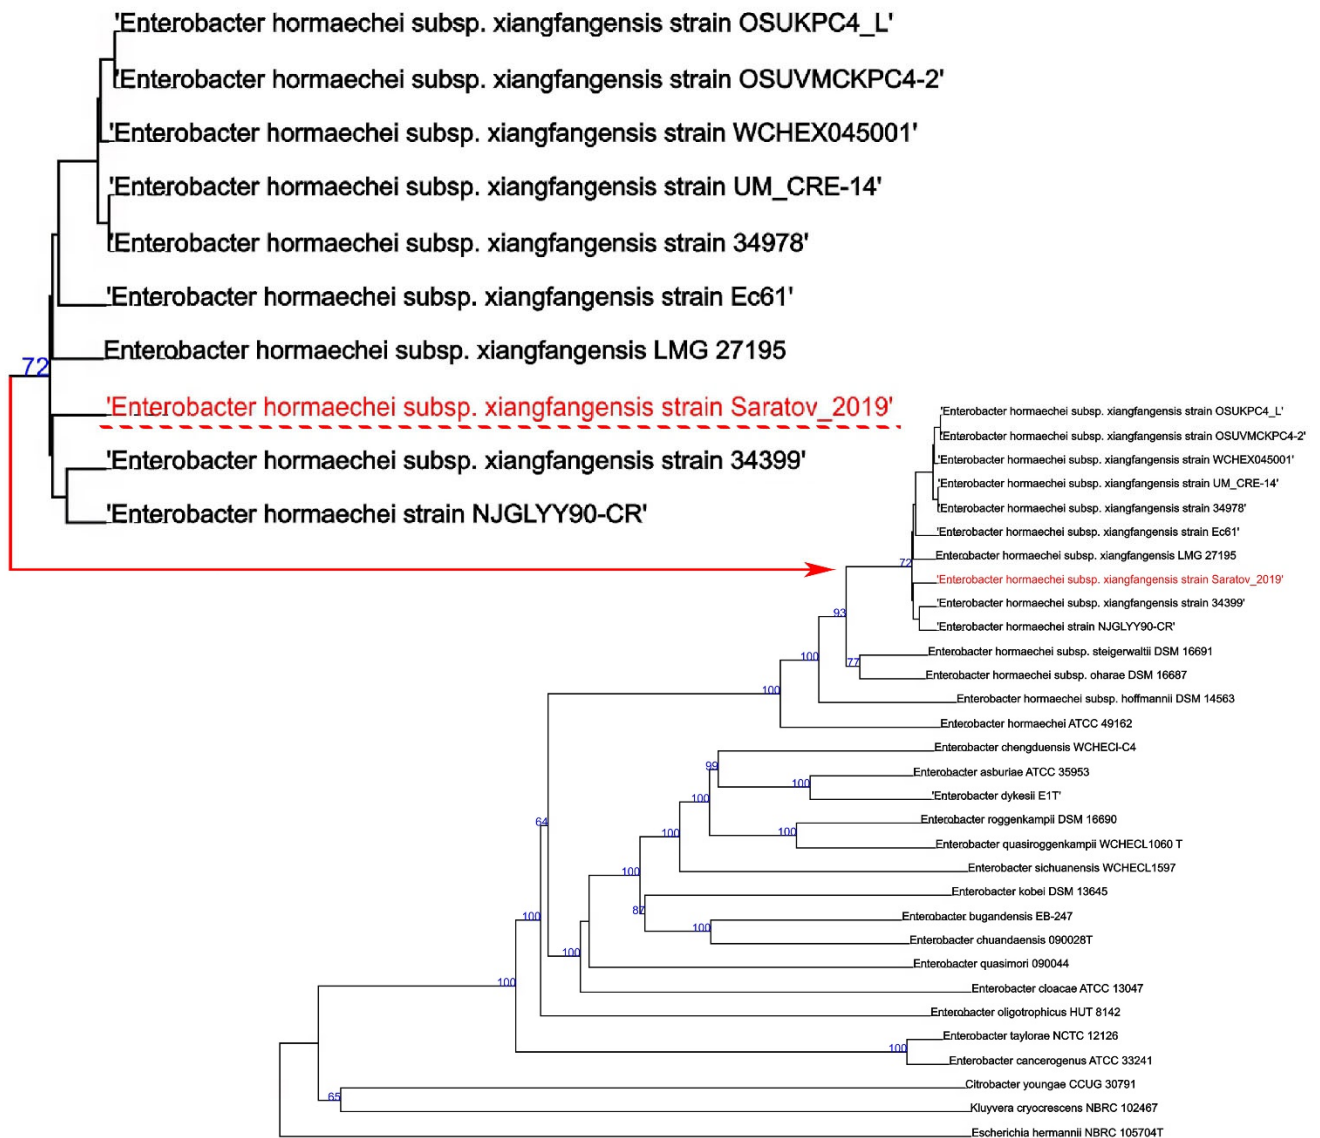 'Enterobacter hormaechei subsp. xiangfangensis strain OSUKPC4_L'
'Enterobacter hormaechei subsp. xiangfangensis strain OSUVMCKPC4-2'
'Enterobacter hormaechei subsp. xiangfangensis strain WCHEX045001'
'Enterobacter hormaechei subsp. xiangfangensis strain UM_CRE-14'
'Enterobacter hormaechei subsp. xiangfangensis strain 34978'
'Enterobacter hormaechei subsp. xiangfangensis strain Ec61'
Enterobacter hormaechei subsp. xiangfangensis LMG 27195
72
'Enterobacter hormaechei subsp. xiangfangensis strain Saratov_2019'
'Enterobacter hormaechei subsp. xiangfangensis strain 34399'
'Enterobacter hormaechei strain NJGLYY90-CR'
'Enterobacter hormaechei subsp. xiangfangensis strain OSUKPC4_L'
'Enterobacter hormaechei subsp. xiangfangensis strain OSUVMCKPC4-2'
'Enterobacter hormaechei subsp. xiangfangensis strain WCHEX045001'
'Enterobacter hormaechei subsp. xiangfangensis strain UM_CRE-14'
'Enterobacter hormaechei subsp. xiangfangensis strain 34978'
'Enterobacter hormaechei subsp. xiangfangensis strain Ec61'
Enterobacter hormaechei subsp. xiangfangensis LMG 27195
72
'Enterobacter hormaechei subsp. xiangfangensis strain Saratov_2019'
'Enterobacter hormaechei subsp. xiangfangensis strain 34399'
93
'Enterobacter hormaechei strain NJGLYY90-CR'
Enterobacter hormaechei subsp. steigerwaltii DSM 16691
100
77
Enterobacter hormaechei subsp. oharae DSM 16687
100
Enterobacter hormaechei subsp. hoffmannii DSM 14563
Enterobacter hormaechei ATCC 49162
Enterobacter chengduensis WCHECl-C4
99
Enterobacter asburiae ATCC 35953
100
'Enterobacter dykesii E1T'
100
64
Enterobacter roggenkampii DSM 16690
100
100
Enterobacter quasiroggenkampii WCHECL1060 T
Enterobacter sichuanensis WCHECL1597
100
Enterobacter kobei DSM 13645
87
100
Enterobacter bugandensis EB-247
100
Enterobacter chuandaensis 090028T
100
Enterobacter quasimori 090044
100
Enterobacter cloacae ATCC 13047
Enterobacter oligotrophicus HUT 8142
Enterobacter taylorae NCTC 12126
100
Enterobacter cancerogenus ATCC 33241
Citrobacter youngae CCUG 30791
65
Kluyvera cryocrescens NBRC 102467
Escherichia hermannii NBRC 105704T